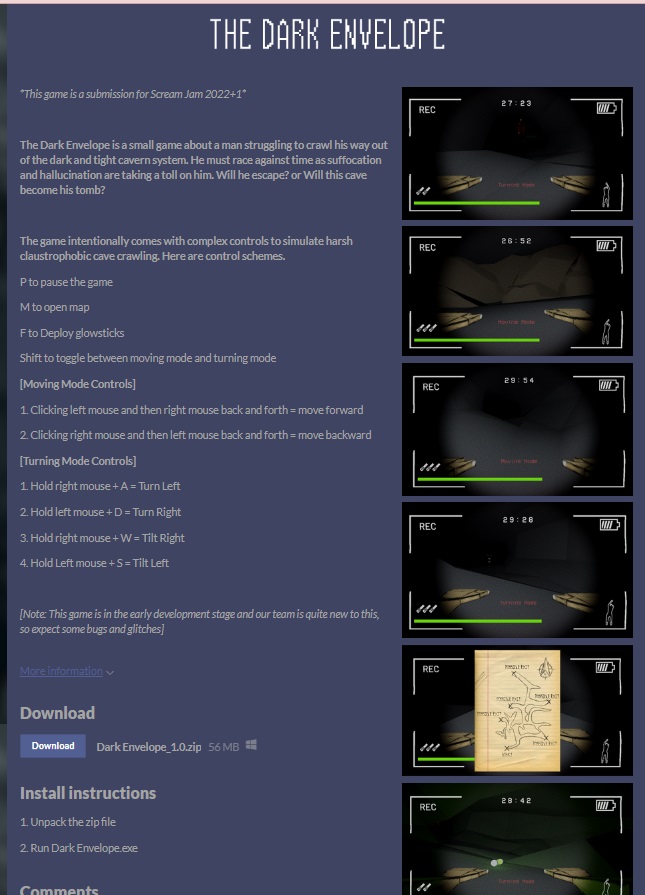 THE DARK ENVELOPE
*This game is a submission for Scream Jam 2022+1*
The Dark Envelope is a small game about a man struggling to crawl his way out
of the dark and tight cavern system. He must race against time as suffocation
and hallucination are taking a toll on him. Will he escape? or Will this cave
become his tomb?
The game intentionally comes with complex controls to simulate harsh
claustrophobic cave crawling. Here are control schemes.
P to pause the game
M to open map
F to Deploy glowsticks
Shift to toggle between moving mode and turning mode
[Moving Mode Controls]
1. Clicking left mouse and then right mouse back and forth = move forward
2. Clicking right mouse and then left mouse back and forth = move backward
[Turning Mode Controls]
1. Hold right mouse + A = Turn Left
2. Hold left mouse + D = Turn Right
3. Hold right mouse + W = Tilt Right
4. Hold Left mouse + S = Tilt Left
[Note: This game is in the early development stage and our team is quite new to this,
so expect some bugs and glitches]
More information
Download
Download Dark Envelope_1.0.zip 56 MB
Install instructions
1. Unpack the zip file
2. Run Dark Envelope.exe
Comments
REC 27:23
Turning Mode
REC 26:52
Moving Mode
REC 29:54
Moving Mode
REC 29:28
REC
REC 28:42
Turning Mode